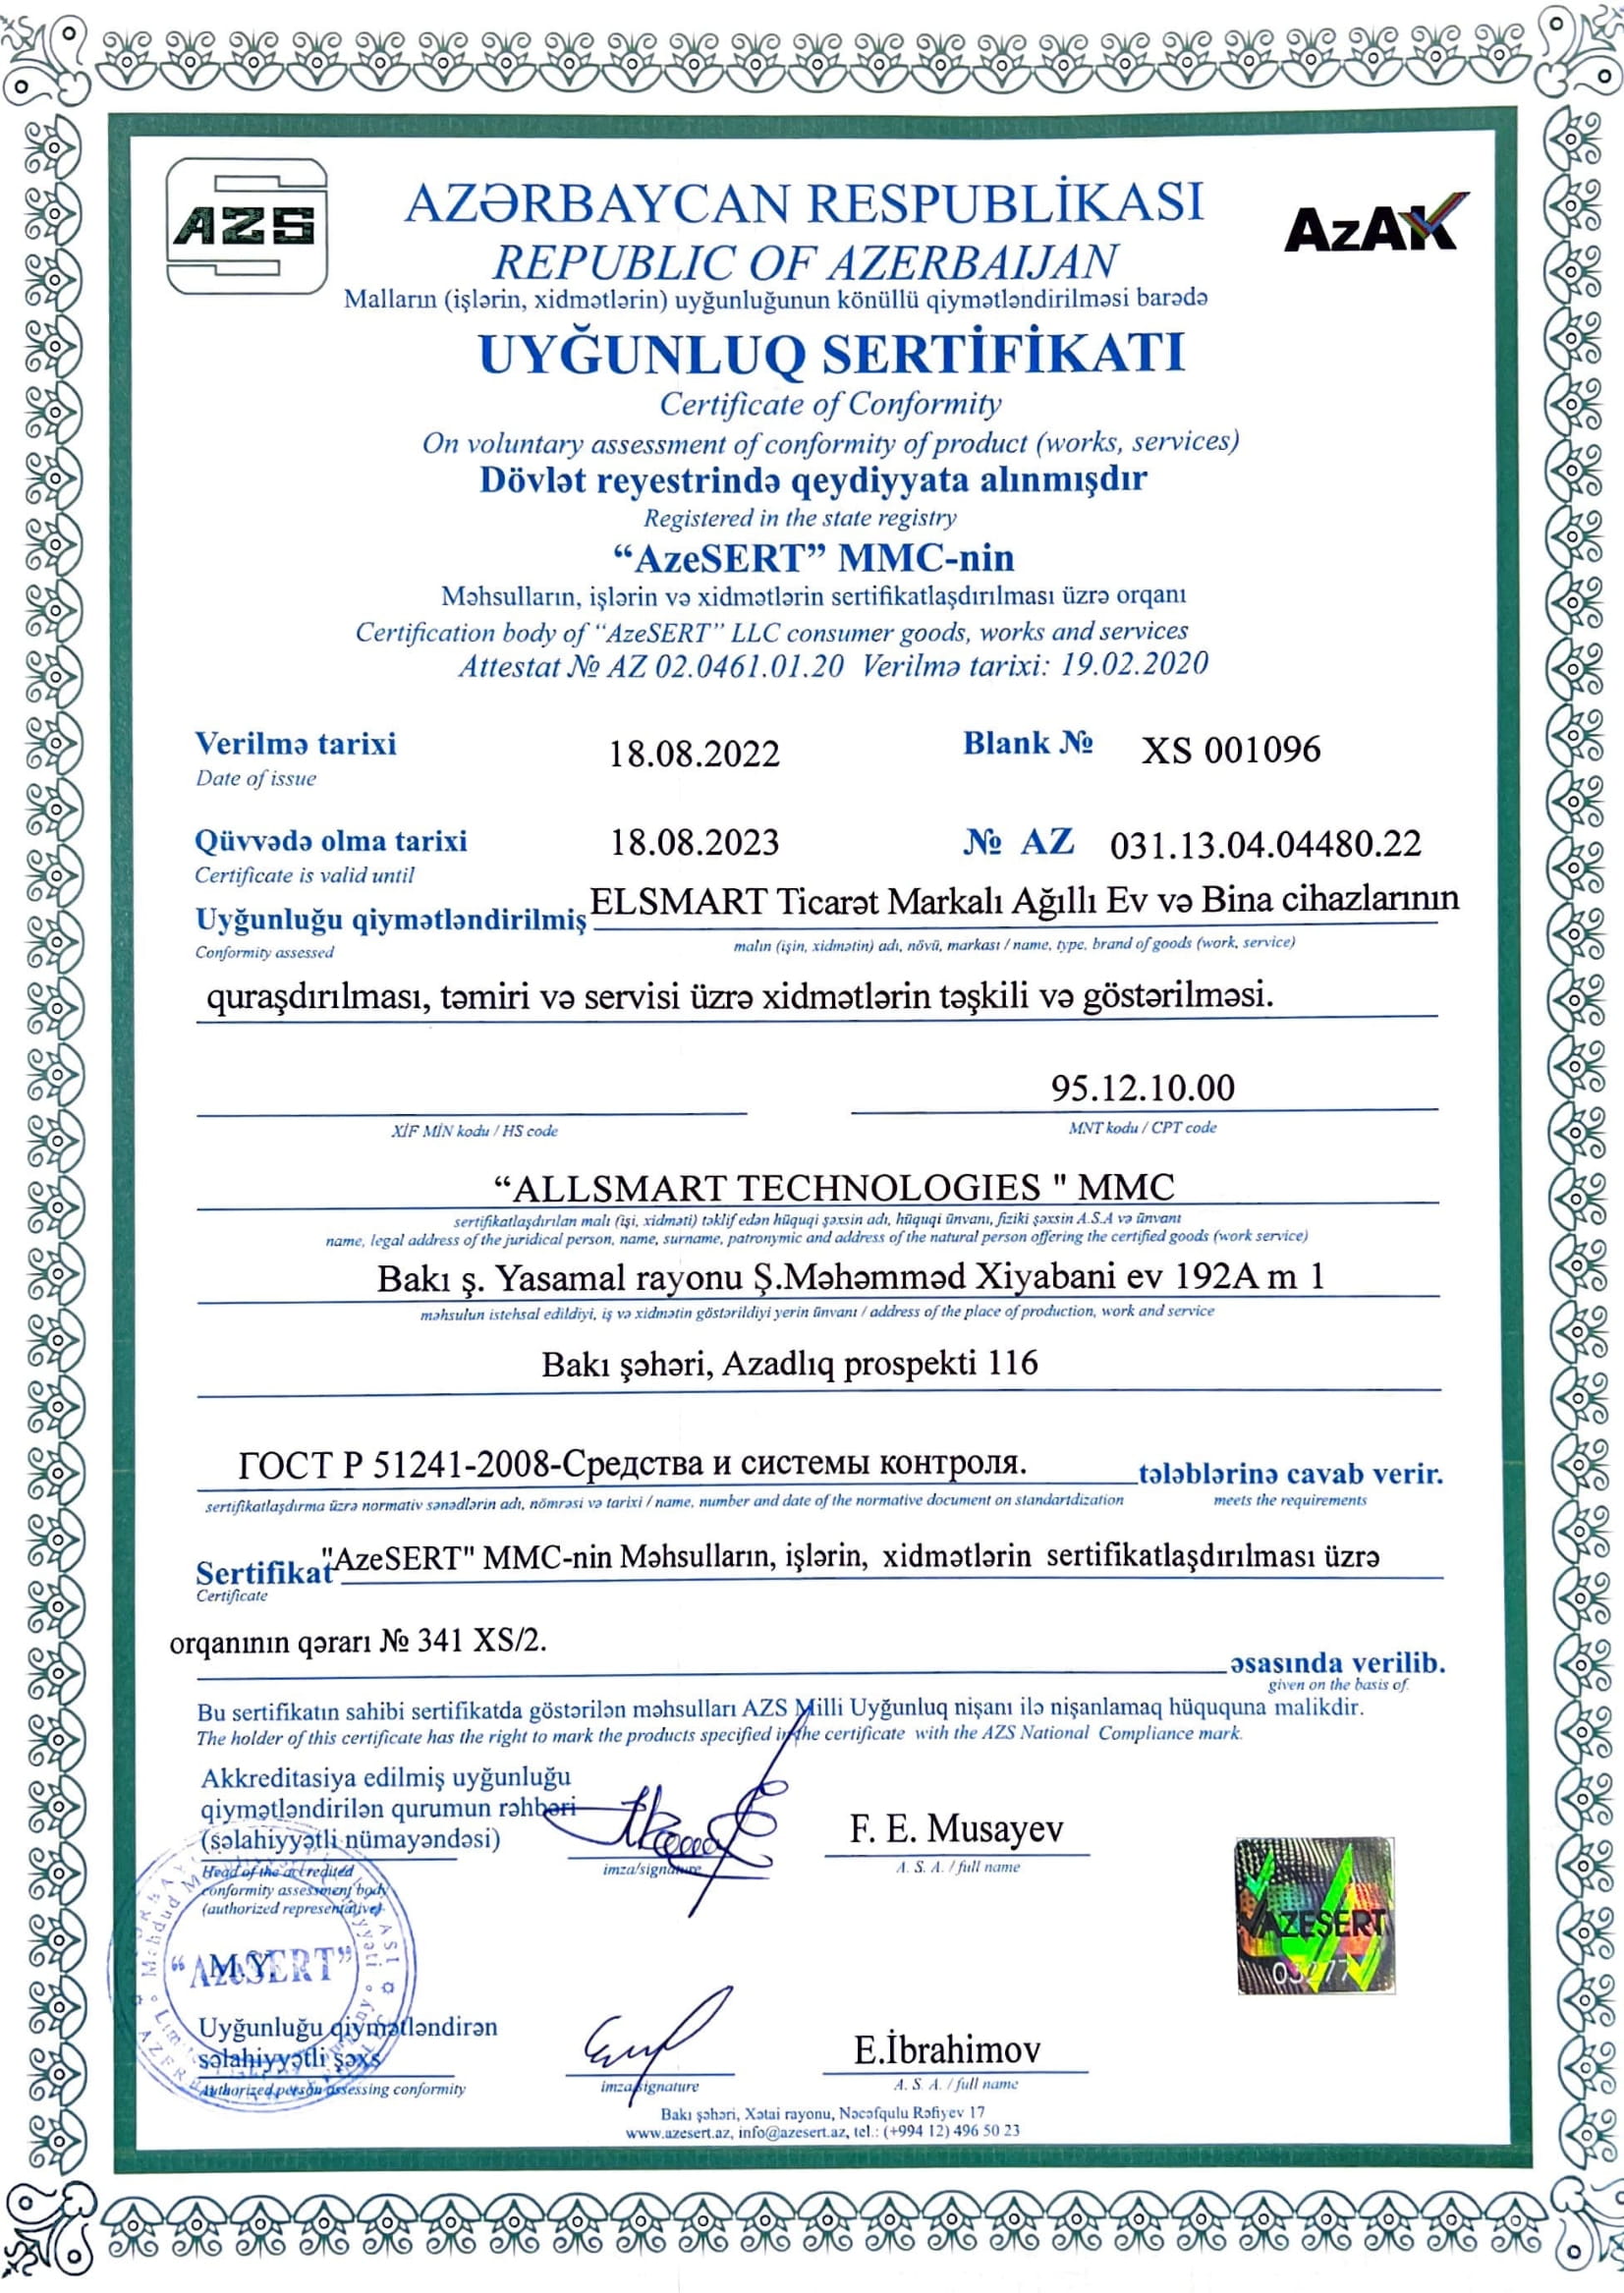 AZS
AZƏRBAYCAN RESPUBLİKASI
AzAK
REPUBLIC OF AZERBAIJAN
Malların (işlərin, xidmətlərin) uyğunluğunun könüllü qiymətləndirilməsi barədə
UYĞUNLUQ SERTİFİKATI
Certificate of Conformity
On voluntary assessment of conformity of product (works, services)
Dövlət reyestrində qeydiyyata alınmışdır
Registered in the state registry
“AzeSERT” MMC-nin
Məhsulların, işlərin və xidmətlərin sertifikatlaşdırılması üzrə orqanı
Certification body of “AzeSERT” LLC consumer goods, works and services
Attestat № AZ 02.0461.01.20 Verilmə tarixi: 19.02.2020
Verilmə tarixi 18.08.2022 Blank № XS 001096
Date of issue
Qüvvədə olma tarixi 18.08.2023 № AZ 031.13.04.04480.22
Certificate is valid until
Uyğunluğu qiymətləndirilmiş ELSMART Ticarət Markalı Ağıllı Ev və Bina cihazlarının
Conformity assessed malın (işin, xidmətin) adı, növü, markası / name, type, brand of goods (work, service)
quraşdırılması, təmiri və servisi üzrə xidmətlərin təşkili və göstərilməsi.
95.12.10.00
XİF MİN kodu / HS code MNT kodu / CPT code
“ALLSMART TECHNOLOGIES " MMC
sertifikatlaşdırılan malı (işi, xidməti) təklif edən hüquqi şəxsin adı, hüquqi ünvanı, fiziki şəxsin A.S.A və ünvanı
name, legal address of the juridical person, name, surname, patronymic and address of the natural person offering the certified goods (work service)
Bakı ş. Yasamal rayonu Ş.Məhəmməd Xiyabani ev 192A m 1
məhsulun istehsal edildiyi, iş və xidmətin göstərildiyi yerin ünvanı / address of the place of production, work and service
Bakı şəhəri, Azadlıq prospekti 116
ГОСТ Р 51241-2008-Средства и системы контроля. tələblərinə cavab verir.
sertifikatlaşdırma üzrə normativ sənədlərin adı, nömrəsi və tarixi / name, number and date of the normative document on standartdization meets the requirements
Sertifikat "AzeSERT" MMC-nin Məhsulların, işlərin, xidmətlərin sertifikatlaşdırılması üzrə
Certificate
orqanının qərarı № 341 XS/2.
əsasında verilib.
given on the basis of.
Bu sertifikatın sahibi sertifikatda göstərilən məhsulları AZS Milli Uyğunluq nişanı ilə nişanlamaq hüququna malikdir.
The holder of this certificate has the right to mark the products specified in the certificate with the AZS National Compliance mark.
Akkreditasiya edilmiş uyğunluğu
qiymətləndirilən qurumun rəhbəri
(səlahiyyətli nümayəndəsi) F. E. Musayev
Head of the accredited imza/signature A. S. A. / full name
conformity assessment body
(authorized representative)
M.Y.
“AzeSERT”
AZESERT
Uyğunluğu qiymətləndirən
səlahiyyətli şəxs E.İbrahimov
Authorized person assessing conformity imza/signature A. S. A. / full name
Bakı şəhəri, Xətai rayonu, Nəcəfqulu Rəfiyev 17
www.azesert.az, info@azesert.az, tel.: (+994 12) 496 50 23